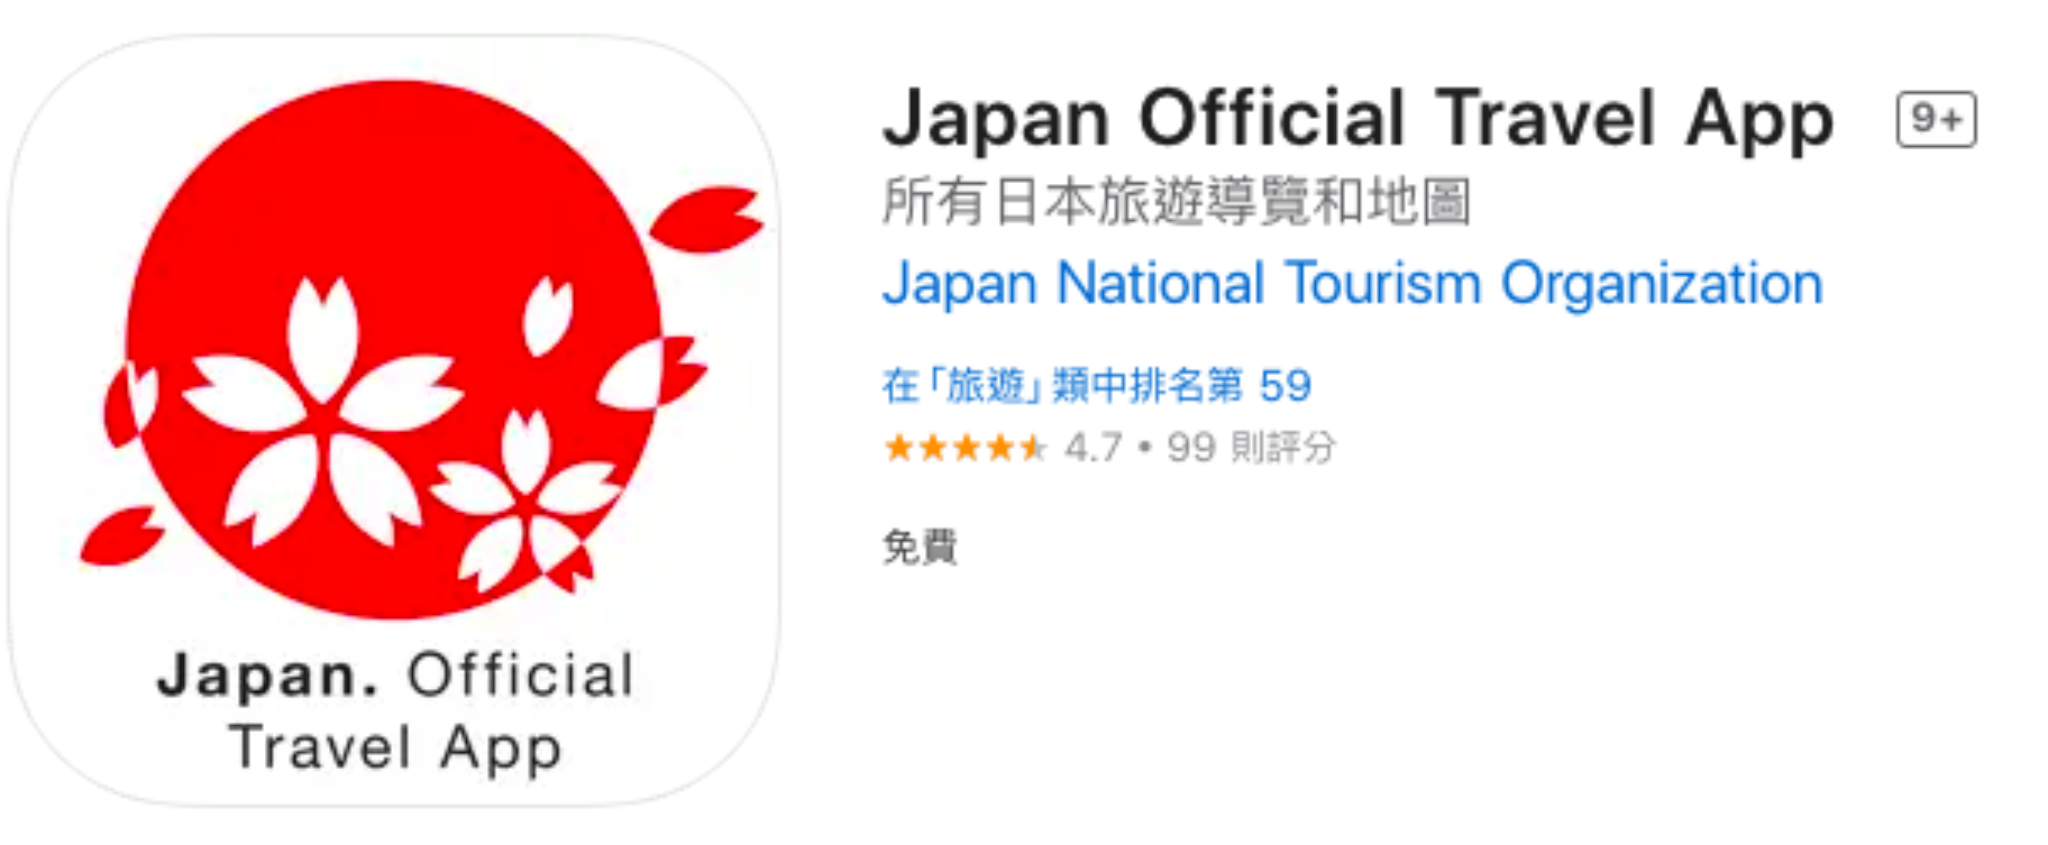 Japan. Official
Travel App
Japan Official Travel App 9+
所有日本旅遊導覽和地圖
Japan National Tourism Organization
在「旅遊」類中排名第 59
4.7 • 99 則評分
免費